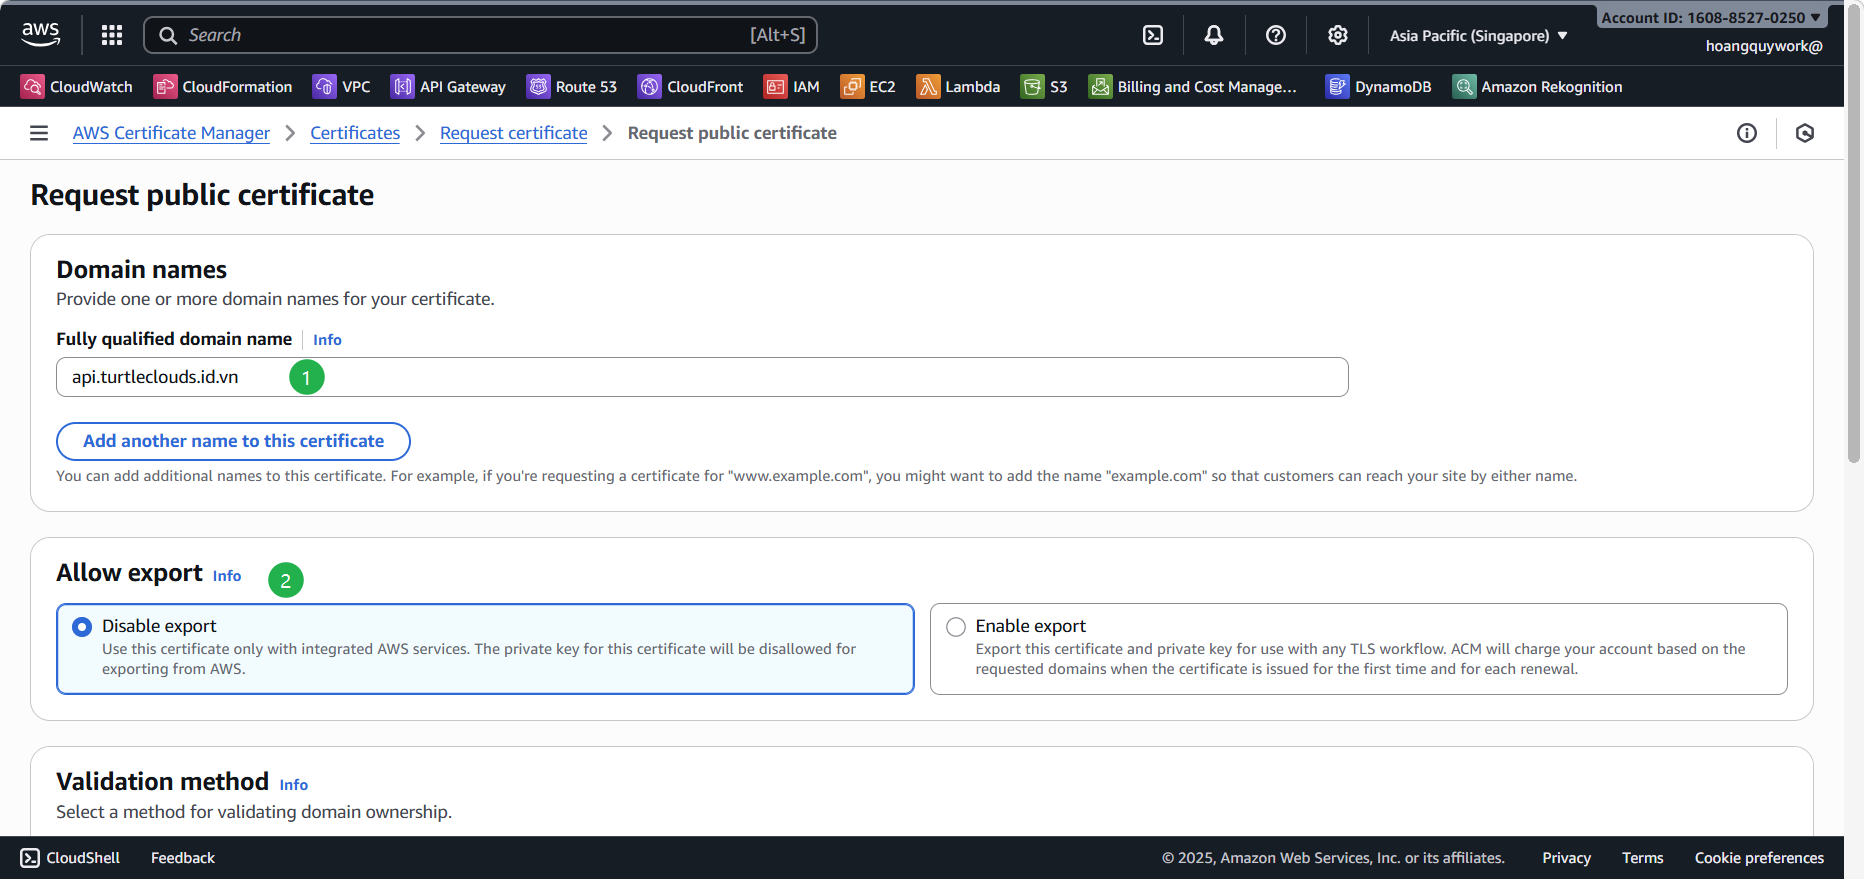 aws
Search [Alt+S]
Asia Pacific (Singapore) ▼
Account ID: 1608-8527-0250 ▼
hoangquywork@
CloudWatch CloudFormation VPC API Gateway Route 53 CloudFront IAM EC2 Lambda S3 Billing and Cost Manage... DynamoDB Amazon Rekognition
AWS Certificate Manager > Certificates > Request certificate > Request public certificate
Request public certificate
Domain names
Provide one or more domain names for your certificate.
Fully qualified domain name Info
api.turtleclouds.id.vn 1
Add another name to this certificate
You can add additional names to this certificate. For example, if you're requesting a certificate for "www.example.com", you might want to add the name "example.com" so that customers can reach your site by either name.
Allow export Info 2
Disable export
Use this certificate only with integrated AWS services. The private key for this certificate will be disallowed for
exporting from AWS.
Enable export
Export this certificate and private key for use with any TLS workflow. ACM will charge your account based on the
requested domains when the certificate is issued for the first time and for each renewal.
Validation method Info
Select a method for validating domain ownership.
CloudShell Feedback © 2025, Amazon Web Services, Inc. or its affiliates. Privacy Terms Cookie preferences